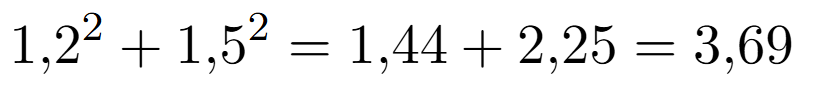 1,2² + 1,5² = 1,44 + 2,25 = 3,69